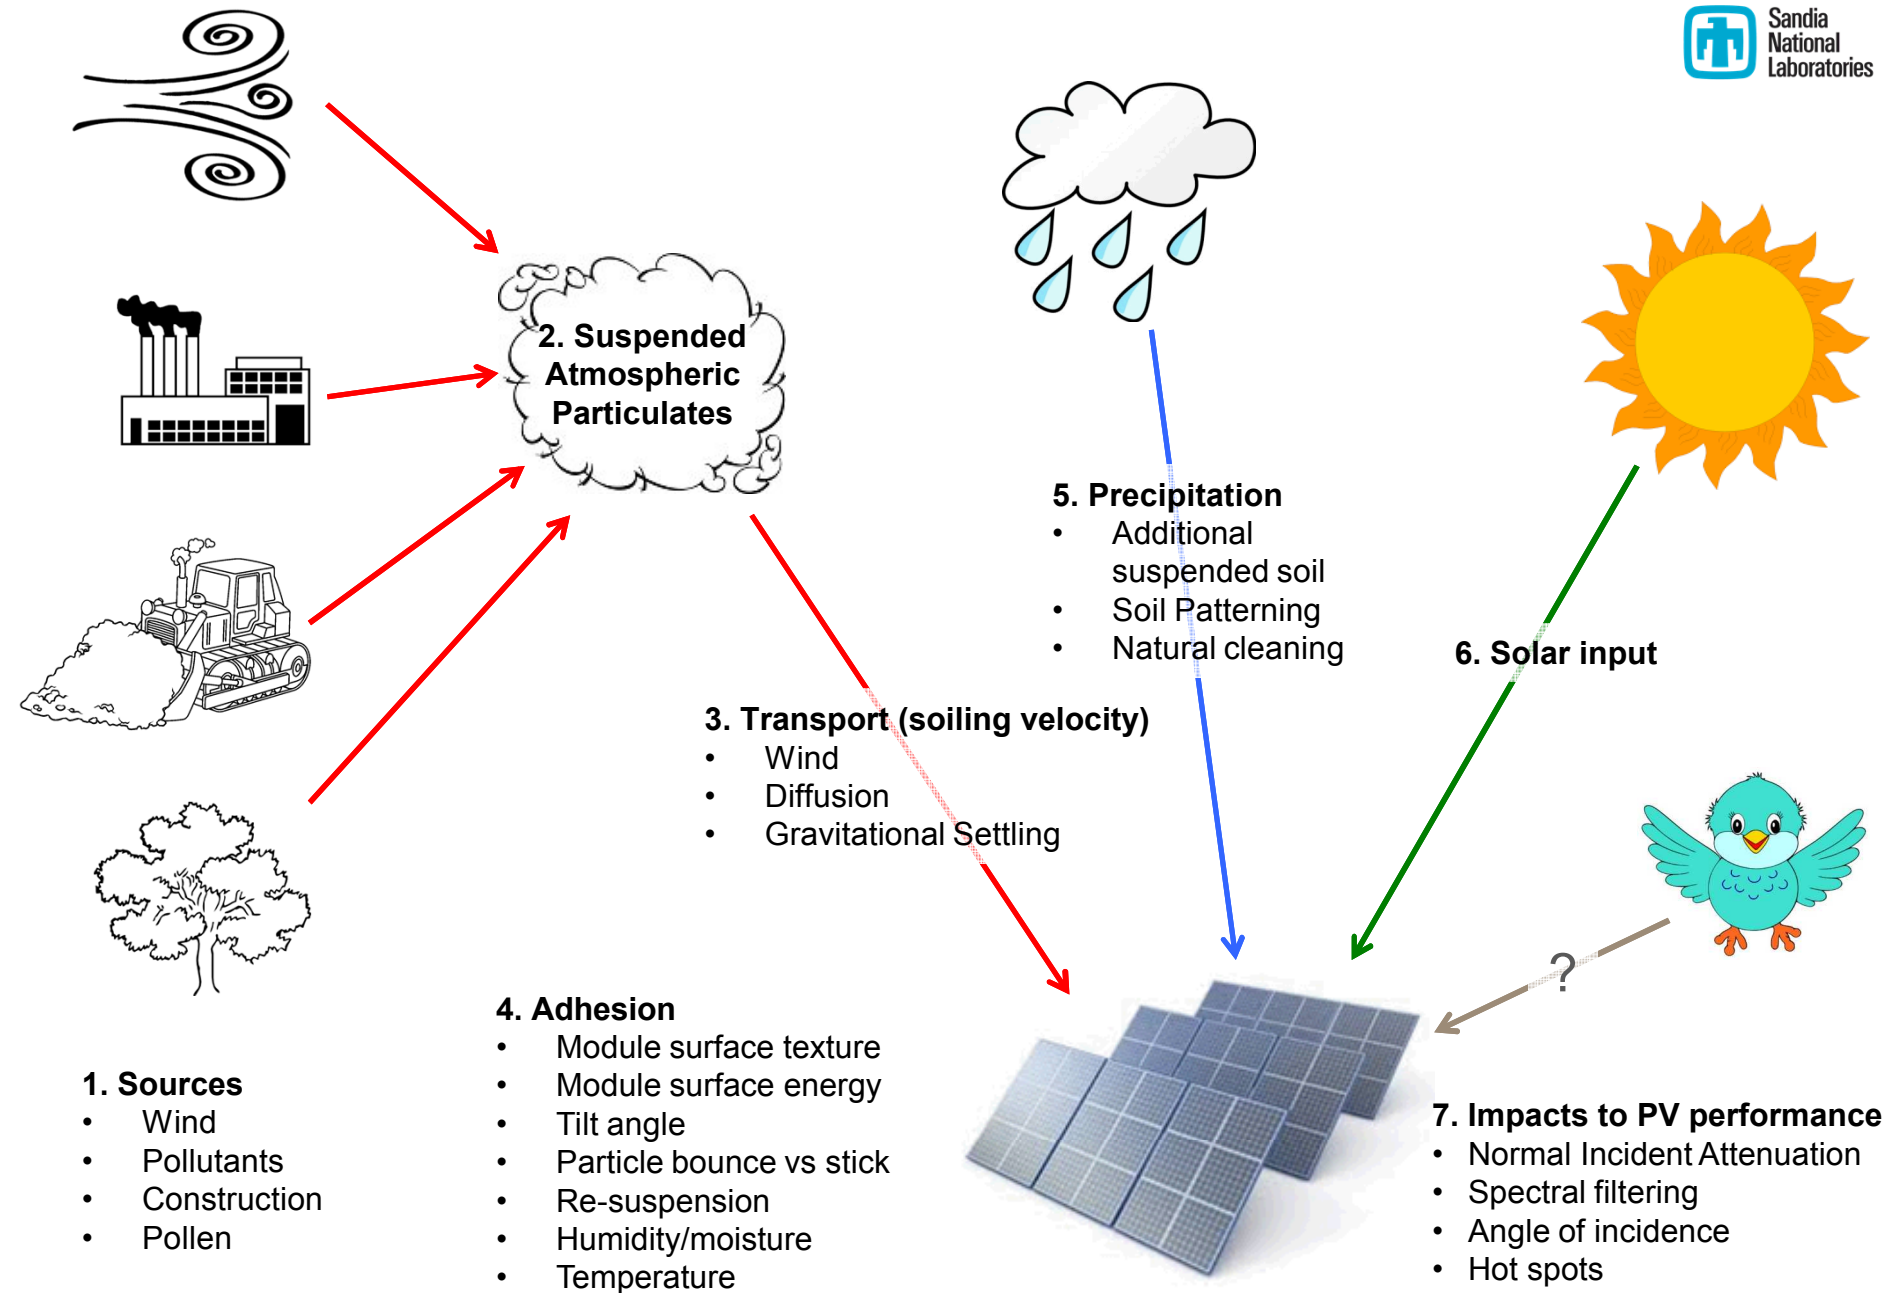 Sandia
National
Laboratories
2. Suspended
Atmospheric
Particulates
5. Precipitation
• Additional
suspended soil
• Soil Patterning
• Natural cleaning
6. Solar input
3. Transport (soiling velocity)
• Wind
• Diffusion
• Gravitational Settling
?
4. Adhesion
• Module surface texture
• Module surface energy
• Tilt angle
• Particle bounce vs stick
• Re-suspension
• Humidity/moisture
• Temperature
1. Sources
• Wind
• Pollutants
• Construction
• Pollen
7. Impacts to PV performance
• Normal Incident Attenuation
• Spectral filtering
• Angle of incidence
• Hot spots